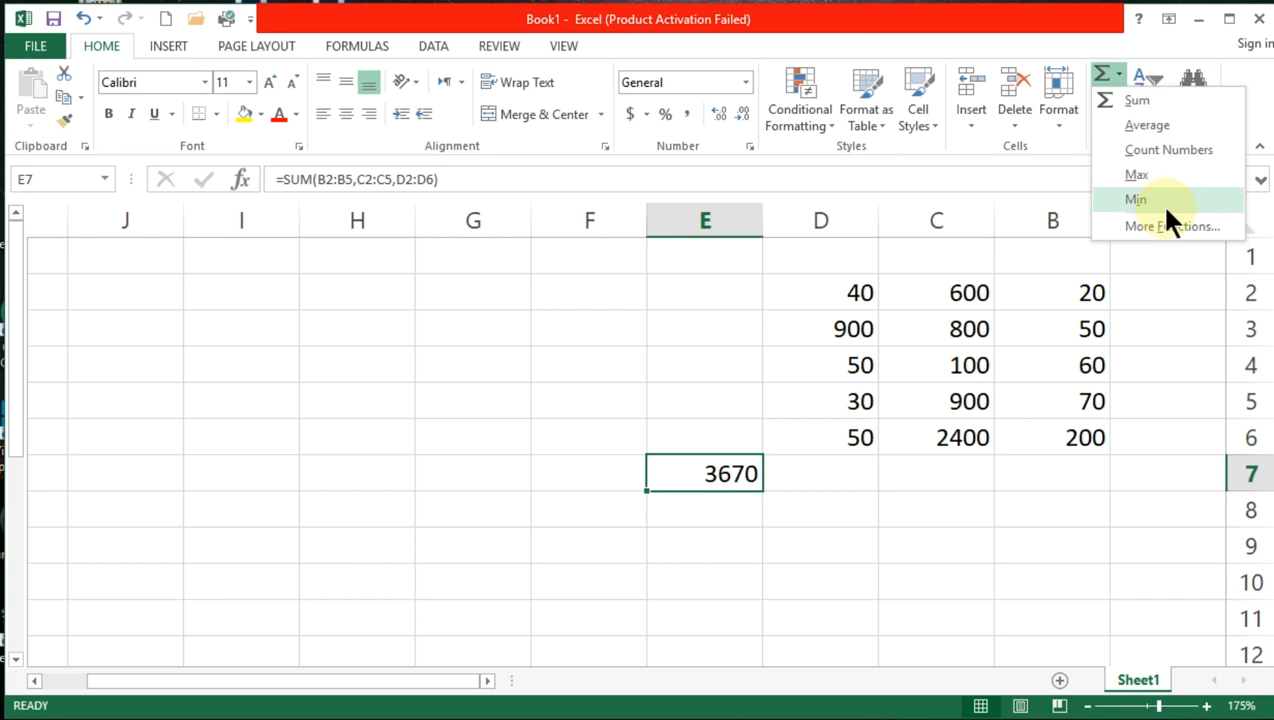 Book1 - Excel (Product Activation Failed)
?
Sign in
FILE HOME INSERT PAGE LAYOUT FORMULAS DATA REVIEW VIEW
Paste
Calibri 11
B I U
Wrap Text
Merge & Center
General
$ %
Conditional Formatting
Format as Table
Cell Styles
Insert
Delete
Format
Clipboard Font Alignment Number Styles Cells
Sum
Average
Count Numbers
Max
Min
More Functions...
E7 fx =SUM(B2:B5,C2:C5,D2:D6)
J I H G F E D C B
1
40 600 20 2
900 800 50 3
50 100 60 4
30 900 70 5
50 2400 200 6
3670 7
8
9
10
11
12
Sheet1
READY 175%